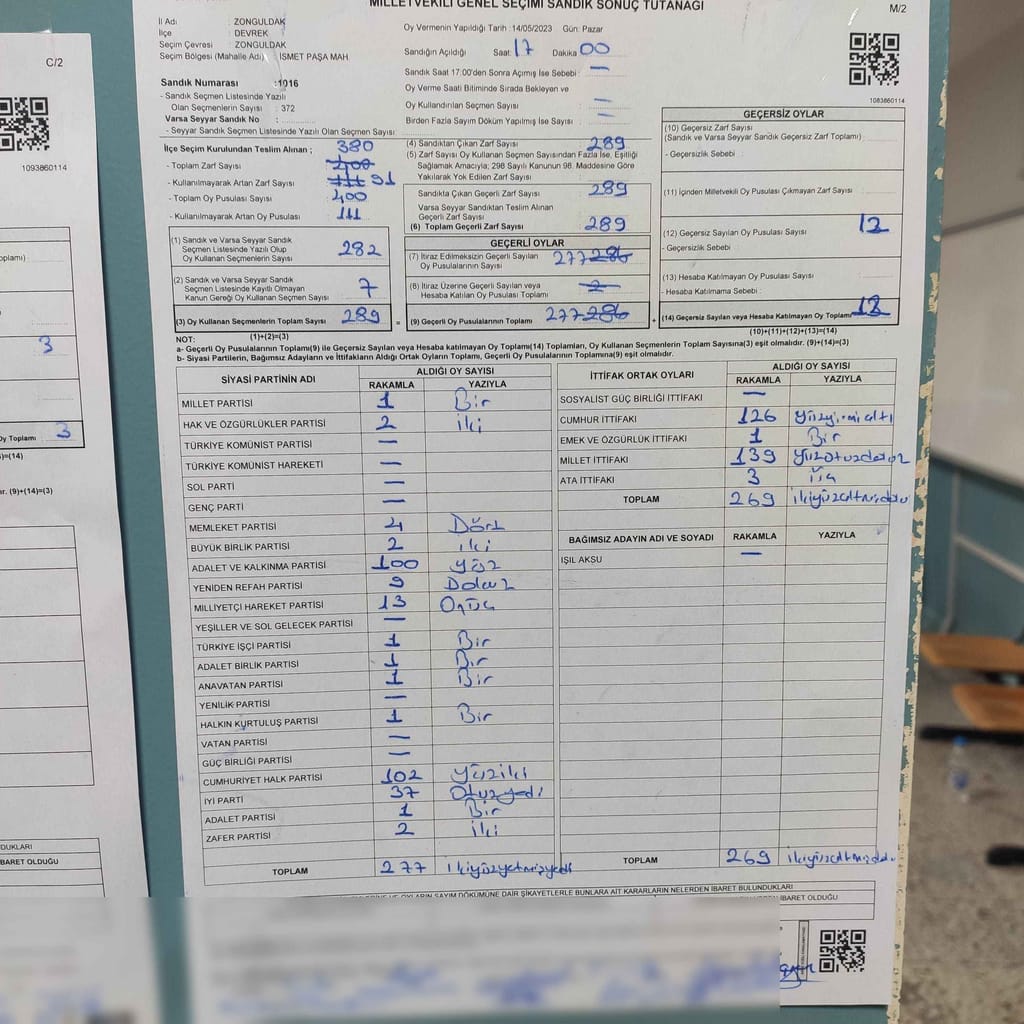 MİLLETVEKİLİ GENEL SEÇİMİ SANDIK SONUÇ TUTANAĞI
M/2
İl Adı : ZONGULDAK
İlçe : DEVREK
Seçim Çevresi : ZONGULDAK
Seçim Bölgesi (Mahalle Adı) : İSMET PAŞA MAH.
Oy Vermenin Yapıldığı Tarih :14/05/2023 Gün: Pazar
Sandığın Açıldığı Saat: 17 Dakika 00
Sandık Saat 17:00'den Sonra Açılmış İse Sebebi : —
Oy Verme Saati Bitiminde Sırada Bekleyen ve
Oy Kullandırılan Seçmen Sayısı —
Birden Fazla Sayım Döküm Yapılmış İse Sayısı : —
1083860114
Sandık Numarası :1016
- Sandık Seçmen Listesinde Yazılı
Olan Seçmenlerin Sayısı : 372
Varsa Seyyar Sandık No :
- Seyyar Sandık Seçmen Listesinde Yazılı Olan Seçmen Sayısı :
İlçe Seçim Kurulundan Teslim Alınan ; 380
- Toplam Zarf Sayısı 400
- Kullanılmayarak Artan Zarf Sayısı 111 91
- Toplam Oy Pusulası Sayısı 400
- Kullanılmayarak Artan Oy Pusulası 111
(1) Sandık ve Varsa Seyyar Sandık
Seçmen Listesinde Yazılı Olup
Oy Kullanan Seçmenlerin Sayısı 282
(2) Sandık ve Varsa Seyyar Sandık
Seçmen Listesinde Kayıtlı Olmayan
Kanun Gereği Oy Kullanan Seçmen Sayısı 7
(3) Oy Kullanan Seçmenlerin Toplam Sayısı 289
(1)+(2)=(3)
(4) Sandıktan Çıkan Zarf Sayısı 289
(5) Zarf Sayısı Oy Kullanan Seçmen Sayısından Fazla İse, Eşitliği
Sağlamak Amacıyla; 298 Sayılı Kanunun 98. Maddesine Göre
Yakılarak Yok Edilen Zarf Sayısı
Sandıkta Çıkan Geçerli Zarf Sayısı 289
Varsa Seyyar Sandıktan Teslim Alınan
Geçerli Zarf Sayısı
(6) Toplam Geçerli Zarf Sayısı 289
GEÇERLİ OYLAR
(7) İtiraz Edilmeksizin Geçerli Sayılan
Oy Pusulalarının Sayısı 277 286
(8) İtiraz Üzerine Geçerli Sayılan veya
Hesaba Katılan Oy Pusulası Toplamı 2
(9) Geçerli Oy Pusulalarının Toplamı 277 286
GEÇERSİZ OYLAR
(10) Geçersiz Zarf Sayısı
(Sandık ve Varsa Seyyar Sandık Geçersiz Zarf Toplamı)
- Geçersizlik Sebebi :
(11) İçinden Milletvekili Oy Pusulası Çıkmayan Zarf Sayısı
(12) Geçersiz Sayılan Oy Pusulası Sayısı 12
- Geçersizlik Sebebi :
(13) Hesaba Katılmayan Oy Pusulası Sayısı
- Hesaba Katılmama Sebebi :
(14) Geçersiz Sayılan veya Hesaba Katılmayan Oy Pusulası Toplamı 12
(10)+(11)+(12)+(13)=(14)
NOT:
a- Geçerli Oy Pusulalarının Toplamı(9) ile Geçersiz Sayılan veya Hesaba Katılmayan Oy Pusulası Toplamı(14) Toplamları, Oy Kullanan Seçmenlerin Toplam Sayısına(3) eşit olmalıdır. (9)+(14)=(3)
b- Siyasi Partilerin, Bağımsız Adayların ve İttifakların Aldığı Ortak Oyların Toplamı, Geçerli Oy Pusulalarının Toplamına(9) eşit olmalıdır.
SİYASİ PARTİNİN ADI ALDIĞI OY SAYISI
RAKAMLA YAZIYLA
MİLLET PARTİSİ 1 Bir
HAK VE ÖZGÜRLÜKLER PARTİSİ 2 iki
TÜRKİYE KOMÜNİST PARTİSİ —
TÜRKİYE KOMÜNİST HAREKETİ —
SOL PARTİ —
GENÇ PARTİ —
MEMLEKET PARTİSİ 4 Dört
BÜYÜK BİRLİK PARTİSİ 2 iki
ADALET VE KALKINMA PARTİSİ 100 Yüz
YENİDEN REFAH PARTİSİ 9 Dokuz
MİLLİYETÇİ HAREKET PARTİSİ 13 Onüç
YEŞİLLER VE SOL GELECEK PARTİSİ —
TÜRKİYE İŞÇİ PARTİSİ 1 Bir
ADALET BİRLİK PARTİSİ 1 Bir
ANAVATAN PARTİSİ 1 Bir
YENİLİK PARTİSİ —
HALKIN KURTULUŞ PARTİSİ 1 Bir
VATAN PARTİSİ —
GÜÇ BİRLİĞİ PARTİSİ —
CUMHURİYET HALK PARTİSİ 102 Yüziki
İYİ PARTİ 37 Otuzyedi
ADALET PARTİSİ 1 Bir
ZAFER PARTİSİ 2 İki
TOPLAM 277 ikiyüzyetmişyedi
İTTİFAK ORTAK OYLARI ALDIĞI OY SAYISI
RAKAMLA YAZIYLA
SOSYALİST GÜÇ BİRLİĞİ İTTİFAKI —
CUMHUR İTTİFAKI 126 Yüzyirmialtı
EMEK VE ÖZGÜRLÜK İTTİFAKI 1 Bir
MİLLET İTTİFAKI 139 Yüzotuzdokuz
ATA İTTİFAKI 3 Üç
TOPLAM 269 ikiyüzaltmışdoku
BAĞIMSIZ ADAYIN ADI VE SOYADI RAKAMLA YAZIYLA
IŞIL AKSU —
TOPLAM 269 ikiyüzaltmışdoku
OYLARIN SAYIM DÖKÜMÜNE DAİR ŞİKAYETLERLE BUNLARA AİT KARARLARIN NELERDEN İBARET BULUNDUKLARI
İBARET OLDUĞU
C/2
1093860114
oplamı)
3
Oy Toplamı 3
)=(14)
ır. (9)+(14)=(3)
DUKLARI
BARET OLDUĞU